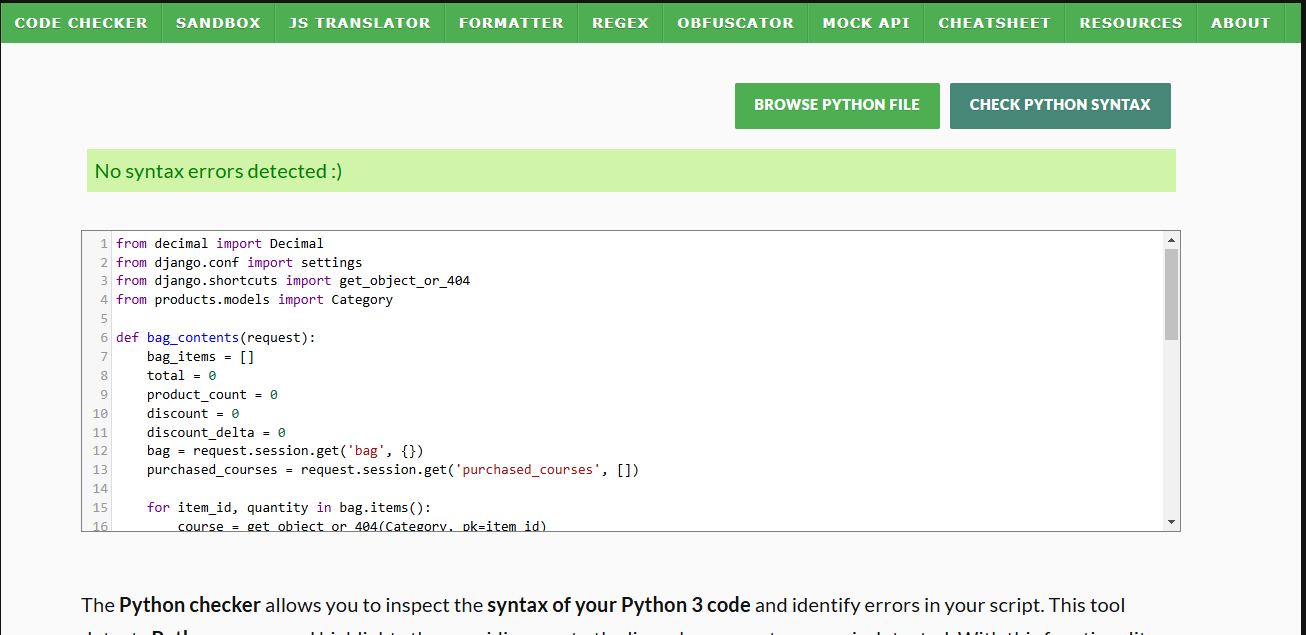 CODE CHECKER SANDBOX JS TRANSLATOR FORMATTER REGEX OBFUSCATOR MOCK API CHEATSHEET RESOURCES ABOUT
BROWSE PYTHON FILE CHECK PYTHON SYNTAX
No syntax errors detected :)
1 from decimal import Decimal
2 from django.conf import settings
3 from django.shortcuts import get_object_or_404
4 from products.models import Category
5
6 def bag_contents(request):
7     bag_items = []
8     total = 0
9     product_count = 0
10     discount = 0
11     discount_delta = 0
12     bag = request.session.get('bag', {})
13     purchased_courses = request.session.get('purchased_courses', [])
14
15     for item_id, quantity in bag.items():
16         course = get_object_or_404(Category, pk=item_id)
The Python checker allows you to inspect the syntax of your Python 3 code and identify errors in your script. This tool